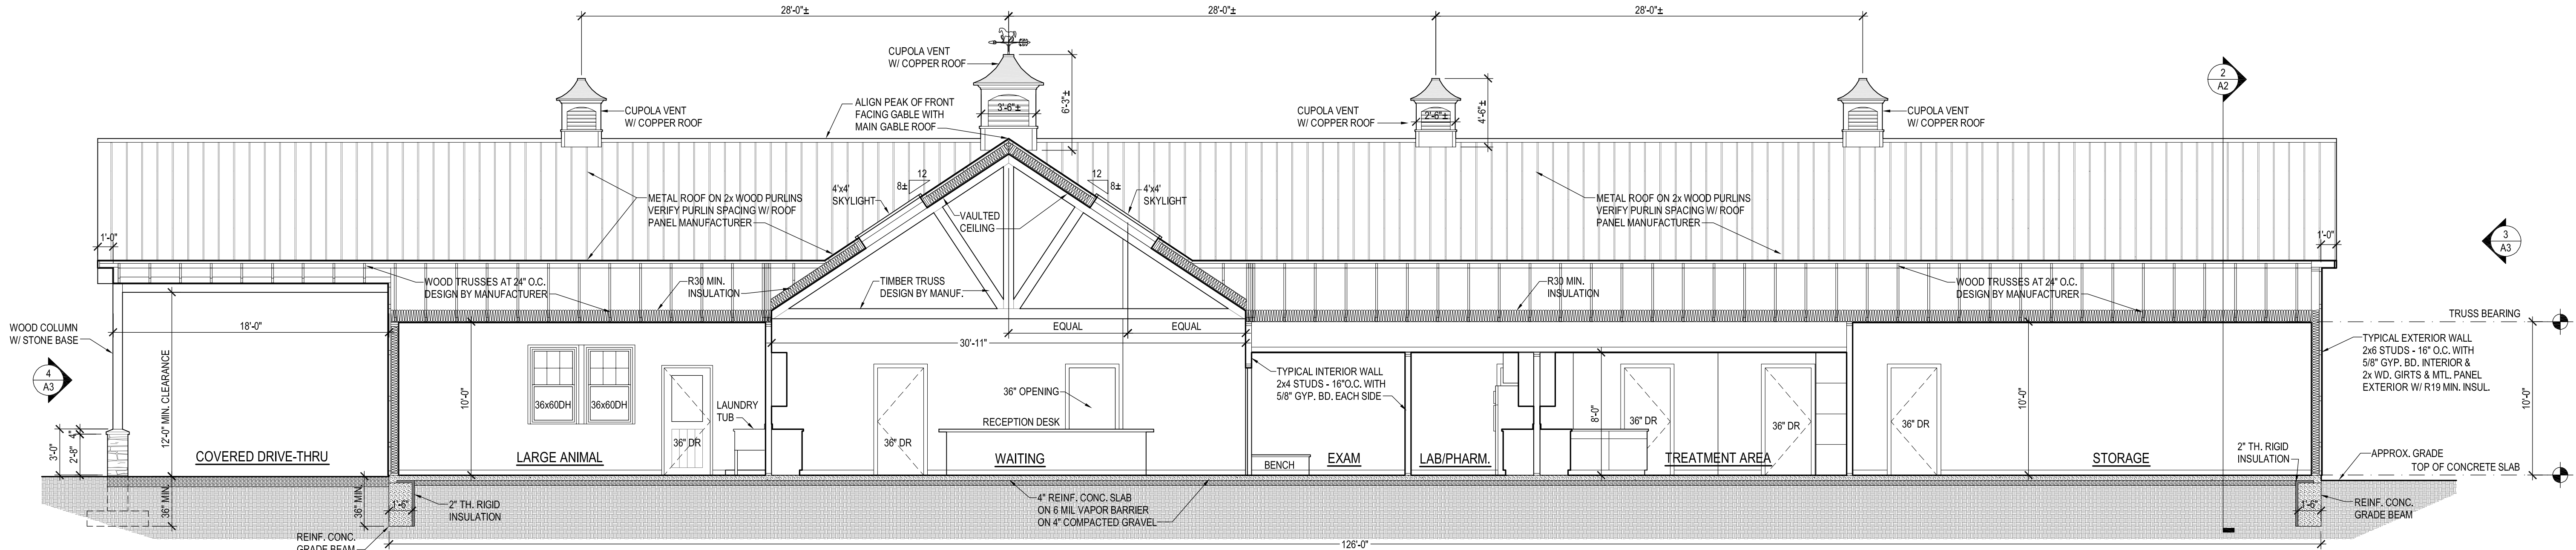 28'-0"±
28'-0"±
28'-0"±
CUPOLA VENT
W/ COPPER ROOF
CUPOLA VENT
W/ COPPER ROOF
ALIGN PEAK OF FRONT
FACING GABLE WITH
MAIN GABLE ROOF
3'-6"±
6'-3"±
CUPOLA VENT
W/ COPPER ROOF
2'-6"±
4'-6"±
CUPOLA VENT
W/ COPPER ROOF
2
A2
12
8±
12
8±
4'x4'
SKYLIGHT
4'x4'
SKYLIGHT
METAL ROOF ON 2x WOOD PURLINS
VERIFY PURLIN SPACING W/ ROOF
PANEL MANUFACTURER
VAULTED
CEILING
METAL ROOF ON 2x WOOD PURLINS
VERIFY PURLIN SPACING W/ ROOF
PANEL MANUFACTURER
1'-0"
1'-0"
3
A3
WOOD TRUSSES AT 24" O.C.
DESIGN BY MANUFACTURER
R30 MIN.
INSULATION
TIMBER TRUSS
DESIGN BY MANUF.
R30 MIN.
INSULATION
WOOD TRUSSES AT 24" O.C.
DESIGN BY MANUFACTURER
WOOD COLUMN
W/ STONE BASE
18'-0"
EQUAL
EQUAL
30'-11"
TRUSS BEARING
4
A3
12'-0" MIN. CLEARANCE
10'-0"
36x60DH
36x60DH
LAUNDRY
TUB
36" DR
36" DR
36" OPENING
RECEPTION DESK
TYPICAL INTERIOR WALL
2x4 STUDS - 16"O.C. WITH
5/8" GYP. BD. EACH SIDE
8'-0"
36" DR
36" DR
36" DR
10'-0"
TYPICAL EXTERIOR WALL
2x6 STUDS - 16" O.C. WITH
5/8" GYP. BD. INTERIOR &
2x WD. GIRTS & MTL. PANEL
EXTERIOR W/ R19 MIN. INSUL.
10'-0"
3'-0"
4"
2'-8"
COVERED DRIVE-THRU
LARGE ANIMAL
WAITING
BENCH
EXAM
LAB/PHARM.
TREATMENT AREA
STORAGE
2" TH. RIGID
INSULATION
APPROX. GRADE
TOP OF CONCRETE SLAB
36" MIN.
36" MIN.
1'-6"
2" TH. RIGID
INSULATION
4" REINF. CONC. SLAB
ON 6 MIL VAPOR BARRIER
ON 4" COMPACTED GRAVEL
1'-6"
REINF. CONC.
GRADE BEAM
REINF. CONC.
GRADE BEAM
126'-0"